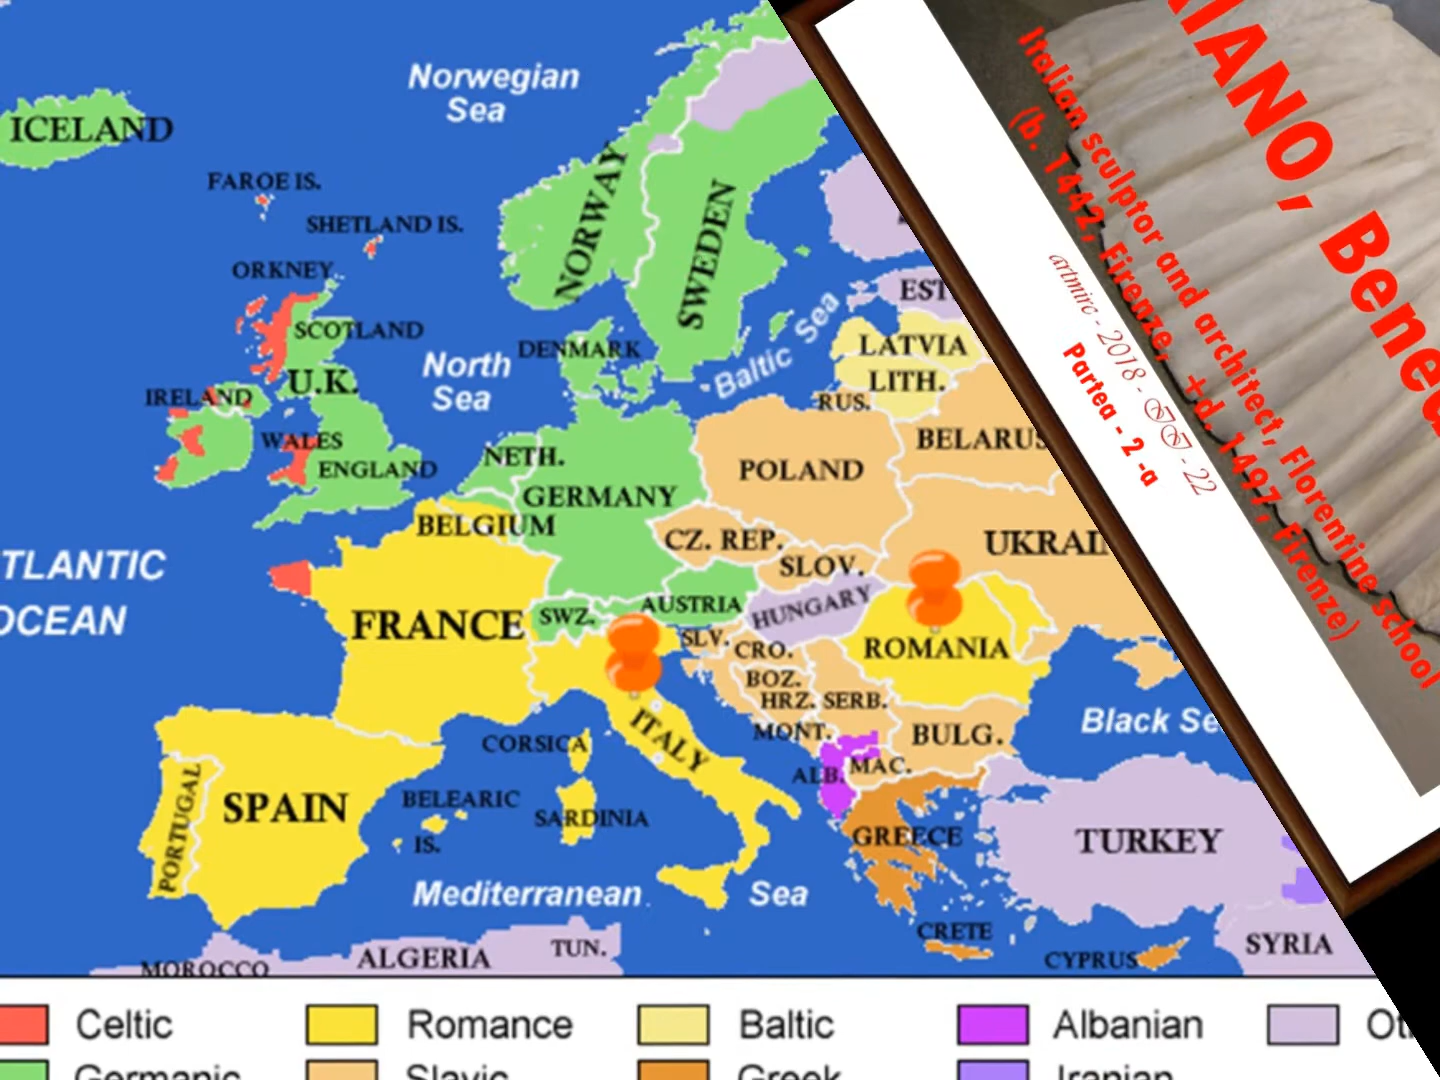 Norwegian
Sea
ICELAND
FAROE IS.
SHETLAND IS.
ORKNEY
NORWAY
SWEDEN
SCOTLAND
DENMARK
North
Sea
Baltic Sea
EST
LATVIA
LITH.
RUS.
IRELAND
U.K.
WALES
ENGLAND
NETH.
GERMANY
POLAND
BELARUS
BELGIUM
CZ. REP.
UKRAI
SLOV.
TLANTIC
OCEAN
FRANCE
SWZ.
AUSTRIA
HUNGARY
SLV.
CRO.
ROMANIA
BOZ.
HRZ.
SERB.
ITALY
MONT.
BULG.
Black Se
CORSICA
ALB.
MAC.
PORTUGAL
SPAIN
BELEARIC
IS.
SARDINIA
GREECE
TURKEY
Mediterranean Sea
CRETE
CYPRUS
SYRIA
MOROCCO
ALGERIA
TUN.
Celtic
Romance
Baltic
Albanian
Germanic
Slavic
Greek
Iranian
IANO, Bene
Italian sculptor and architect, Florentine school
(b. 1442, Firenze, +d. 1497, Firenze)
artmirc - 2018 -
22
Partea - 2 -a